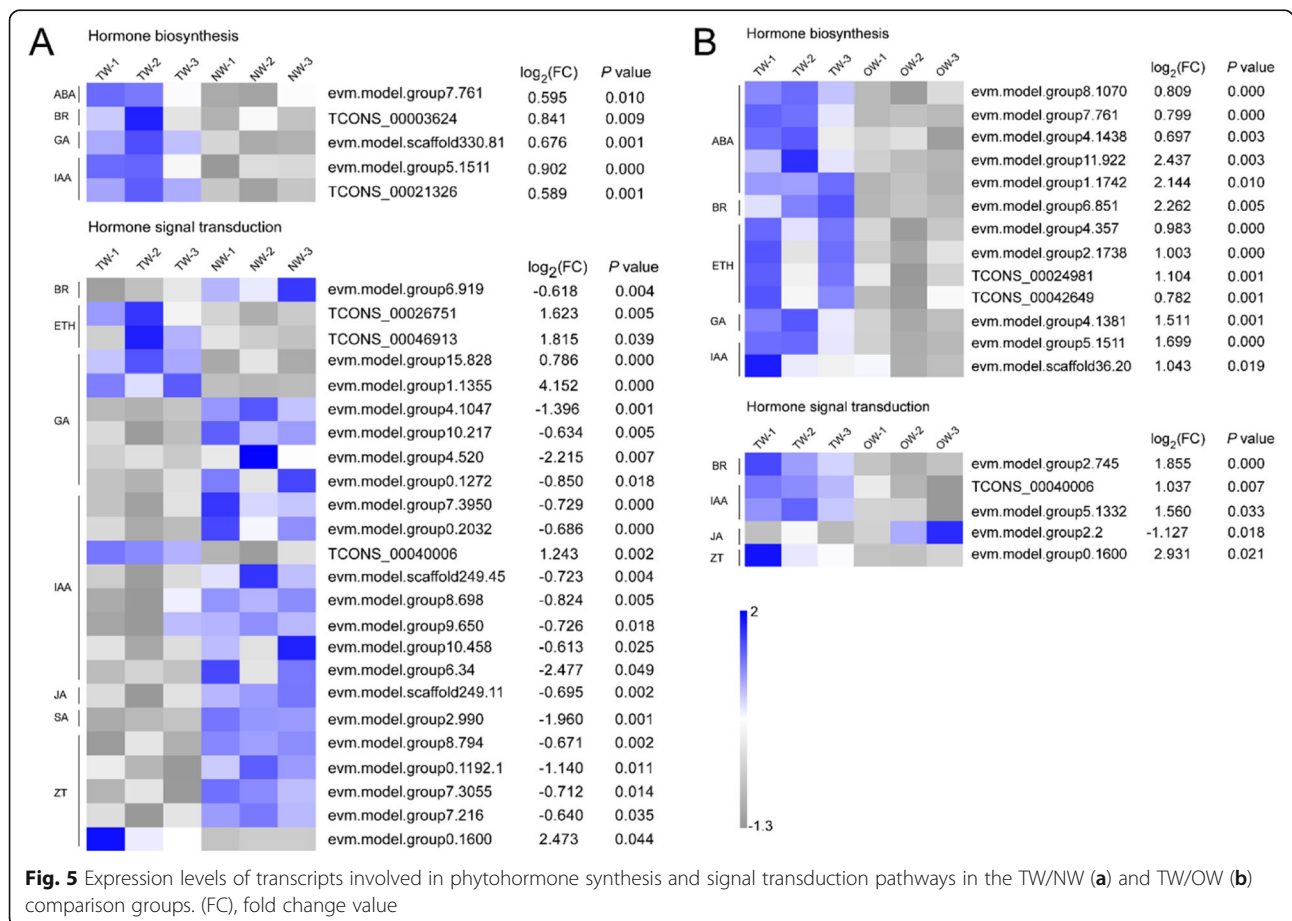 A
Hormone biosynthesis
TW-1 TW-2 TW-3 NW-1 NW-2 NW-3
log2(FC) P value
ABA evm.model.group7.761 0.595 0.010
BR TCONS_00003624 0.841 0.009
GA evm.model.scaffold330.81 0.676 0.001
IAA evm.model.group5.1511 0.902 0.000
TCONS_00021326 0.589 0.001
Hormone signal transduction
TW-1 TW-2 TW-3 NW-1 NW-2 NW-3
log2(FC) P value
BR evm.model.group6.919 -0.618 0.004
ETH TCONS_00026751 1.623 0.005
TCONS_00046913 1.815 0.039
GA evm.model.group15.828 0.786 0.000
evm.model.group1.1355 4.152 0.000
evm.model.group4.1047 -1.396 0.001
evm.model.group10.217 -0.634 0.005
evm.model.group4.520 -2.215 0.007
evm.model.group0.1272 -0.850 0.018
IAA evm.model.group7.3950 -0.729 0.000
evm.model.group0.2032 -0.686 0.000
TCONS_00040006 1.243 0.002
evm.model.scaffold249.45 -0.723 0.004
evm.model.group8.698 -0.824 0.005
evm.model.group9.650 -0.726 0.018
evm.model.group10.458 -0.613 0.025
evm.model.group6.34 -2.477 0.049
JA evm.model.scaffold249.11 -0.695 0.002
SA evm.model.group2.990 -1.960 0.001
ZT evm.model.group8.794 -0.671 0.002
evm.model.group0.1192.1 -1.140 0.011
evm.model.group7.3055 -0.712 0.014
evm.model.group7.216 -0.640 0.035
evm.model.group0.1600 2.473 0.044
B
Hormone biosynthesis
TW-1 TW-2 TW-3 OW-1 OW-2 OW-3
log2(FC) P value
ABA evm.model.group8.1070 0.809 0.000
evm.model.group7.761 0.799 0.000
evm.model.group4.1438 0.697 0.003
evm.model.group11.922 2.437 0.003
evm.model.group1.1742 2.144 0.010
BR evm.model.group6.851 2.262 0.005
ETH evm.model.group4.357 0.983 0.000
evm.model.group2.1738 1.003 0.000
TCONS_00024981 1.104 0.001
TCONS_00042649 0.782 0.001
GA evm.model.group4.1381 1.511 0.001
IAA evm.model.group5.1511 1.699 0.000
evm.model.scaffold36.20 1.043 0.019
Hormone signal transduction
TW-1 TW-2 TW-3 OW-1 OW-2 OW-3
log2(FC) P value
BR evm.model.group2.745 1.855 0.000
IAA TCONS_00040006 1.037 0.007
evm.model.group5.1332 1.560 0.033
JA evm.model.group2.2 -1.127 0.018
ZT evm.model.group0.1600 2.931 0.021
2
-1.3
Fig. 5 Expression levels of transcripts involved in phytohormone synthesis and signal transduction pathways in the TW/NW (a) and TW/OW (b)
comparison groups. (FC), fold change value